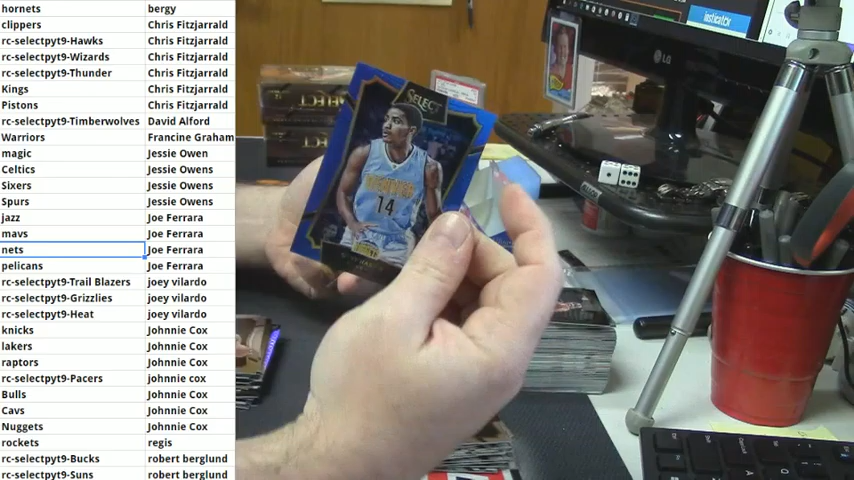 hornets bergy
clippers Chris Fitzjarrald
rc-selectpyt9-Hawks Chris Fitzjarrald
rc-selectpyt9-Wizards Chris Fitzjarrald
rc-selectpyt9-Thunder Chris Fitzjarrald
Kings Chris Fitzjarrald
Pistons Chris Fitzjarrald
rc-selectpyt9-Timberwolves David Alford
Warriors Francine Graham
magic Jessie Owen
Celtics Jessie Owens
Sixers Jessie Owens
Spurs Jessie Owens
jazz Joe Ferrara
mavs Joe Ferrara
nets Joe Ferrara
pelicans Joe Ferrara
rc-selectpyt9-Trail Blazers joey vilardo
rc-selectpyt9-Grizzlies joey vilardo
rc-selectpyt9-Heat joey vilardo
knicks Johnnie Cox
lakers Johnnie Cox
raptors Johnnie Cox
rc-selectpyt9-Pacers johnnie cox
Bulls Johnnie Cox
Cavs Johnnie Cox
Nuggets Johnnie Cox
rockets regis
rc-selectpyt9-Bucks robert berglund
rc-selectpyt9-Suns robert berglund
SELECT
14
LG